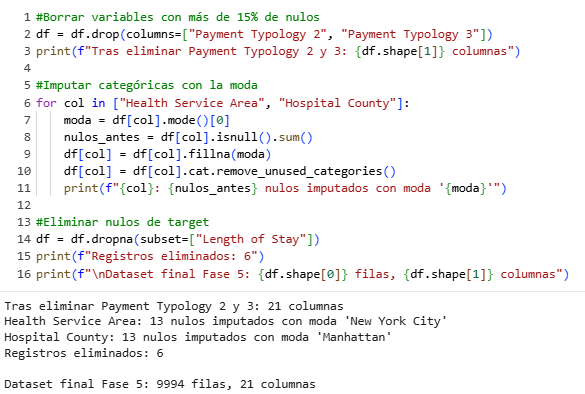 1 #Borrar variables con más de 15% de nulos
2 df = df.drop(columns=["Payment Typology 2", "Payment Typology 3"])
3 print(f"Tras eliminar Payment Typology 2 y 3: {df.shape[1]} columnas")
4
5 #Imputar categóricas con la moda
6 for col in ["Health Service Area", "Hospital County"]:
7     moda = df[col].mode()[0]
8     nulos_antes = df[col].isnull().sum()
9     df[col] = df[col].fillna(moda)
10     df[col] = df[col].cat.remove_unused_categories()
11     print(f"{col}: {nulos_antes} nulos imputados con moda '{moda}'")
12
13 #Eliminar nulos de target
14 df = df.dropna(subset=["Length of Stay"])
15 print(f"Registros eliminados: 6")
16 print(f"\nDataset final Fase 5: {df.shape[0]} filas, {df.shape[1]} columnas")
Tras eliminar Payment Typology 2 y 3: 21 columnas
Health Service Area: 13 nulos imputados con moda 'New York City'
Hospital County: 13 nulos imputados con moda 'Manhattan'
Registros eliminados: 6
Dataset final Fase 5: 9994 filas, 21 columnas